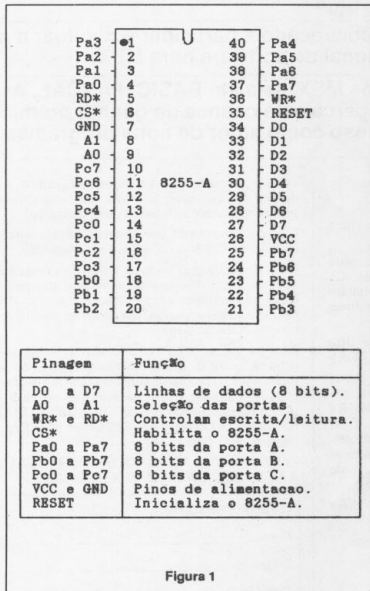 Pa3 1 40 Pa4
Pa2 2 39 Pa5
Pa1 3 38 Pa6
Pa0 4 37 Pa7
RD* 5 36 WR*
CS* 6 35 RESET
GND 7 34 D0
A1 8 33 D1
A0 9 32 D2
Pc7 10 31 D3
Pc6 11 8255-A 30 D4
Pc5 12 29 D5
Pc4 13 28 D6
Pc0 14 27 D7
Pc1 15 26 VCC
Pc2 16 25 Pb7
Pc3 17 24 Pb6
Pb0 18 23 Pb5
Pb1 19 22 Pb4
Pb2 20 21 Pb3
Pinagem Função
D0 a D7 Linhas de dados (8 bits).
A0 e A1 Seleção das portas
WR* e RD* Controlam escrita/leitura.
CS* Habilita o 8255-A.
Pa0 a Pa7 8 bits da porta A.
Pb0 a Pb7 8 bits da porta B.
Pc0 a Pc7 8 bits da porta C.
VCC e GND Pinos de alimentacao.
RESET Inicializa o 8255-A.
Figura 1